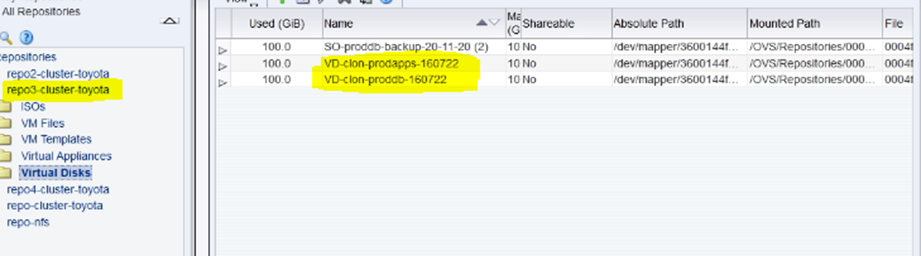 All Repositories
epositories
repo2-cluster-toyota
repo3-cluster-toyota
ISOs
VM Files
VM Templates
Virtual Appliances
Virtual Disks
repo4-cluster-toyota
repo-cluster-toyota
repo-nfs
Used (GiB) Name Ma (G Shareable Absolute Path Mounted Path File
100.0 SO-proddb-backup-20-11-20 (2) 10 No /dev/mapper/3600144f... /OVS/Repositories/000... 0004f
100.0 VD-clon-prodapps-160722 10 No /dev/mapper/3600144f... /OVS/Repositories/000... 0004f
100.0 VD-clon-proddb-160722 10 No /dev/mapper/3600144f... /OVS/Repositories/000... 0004f